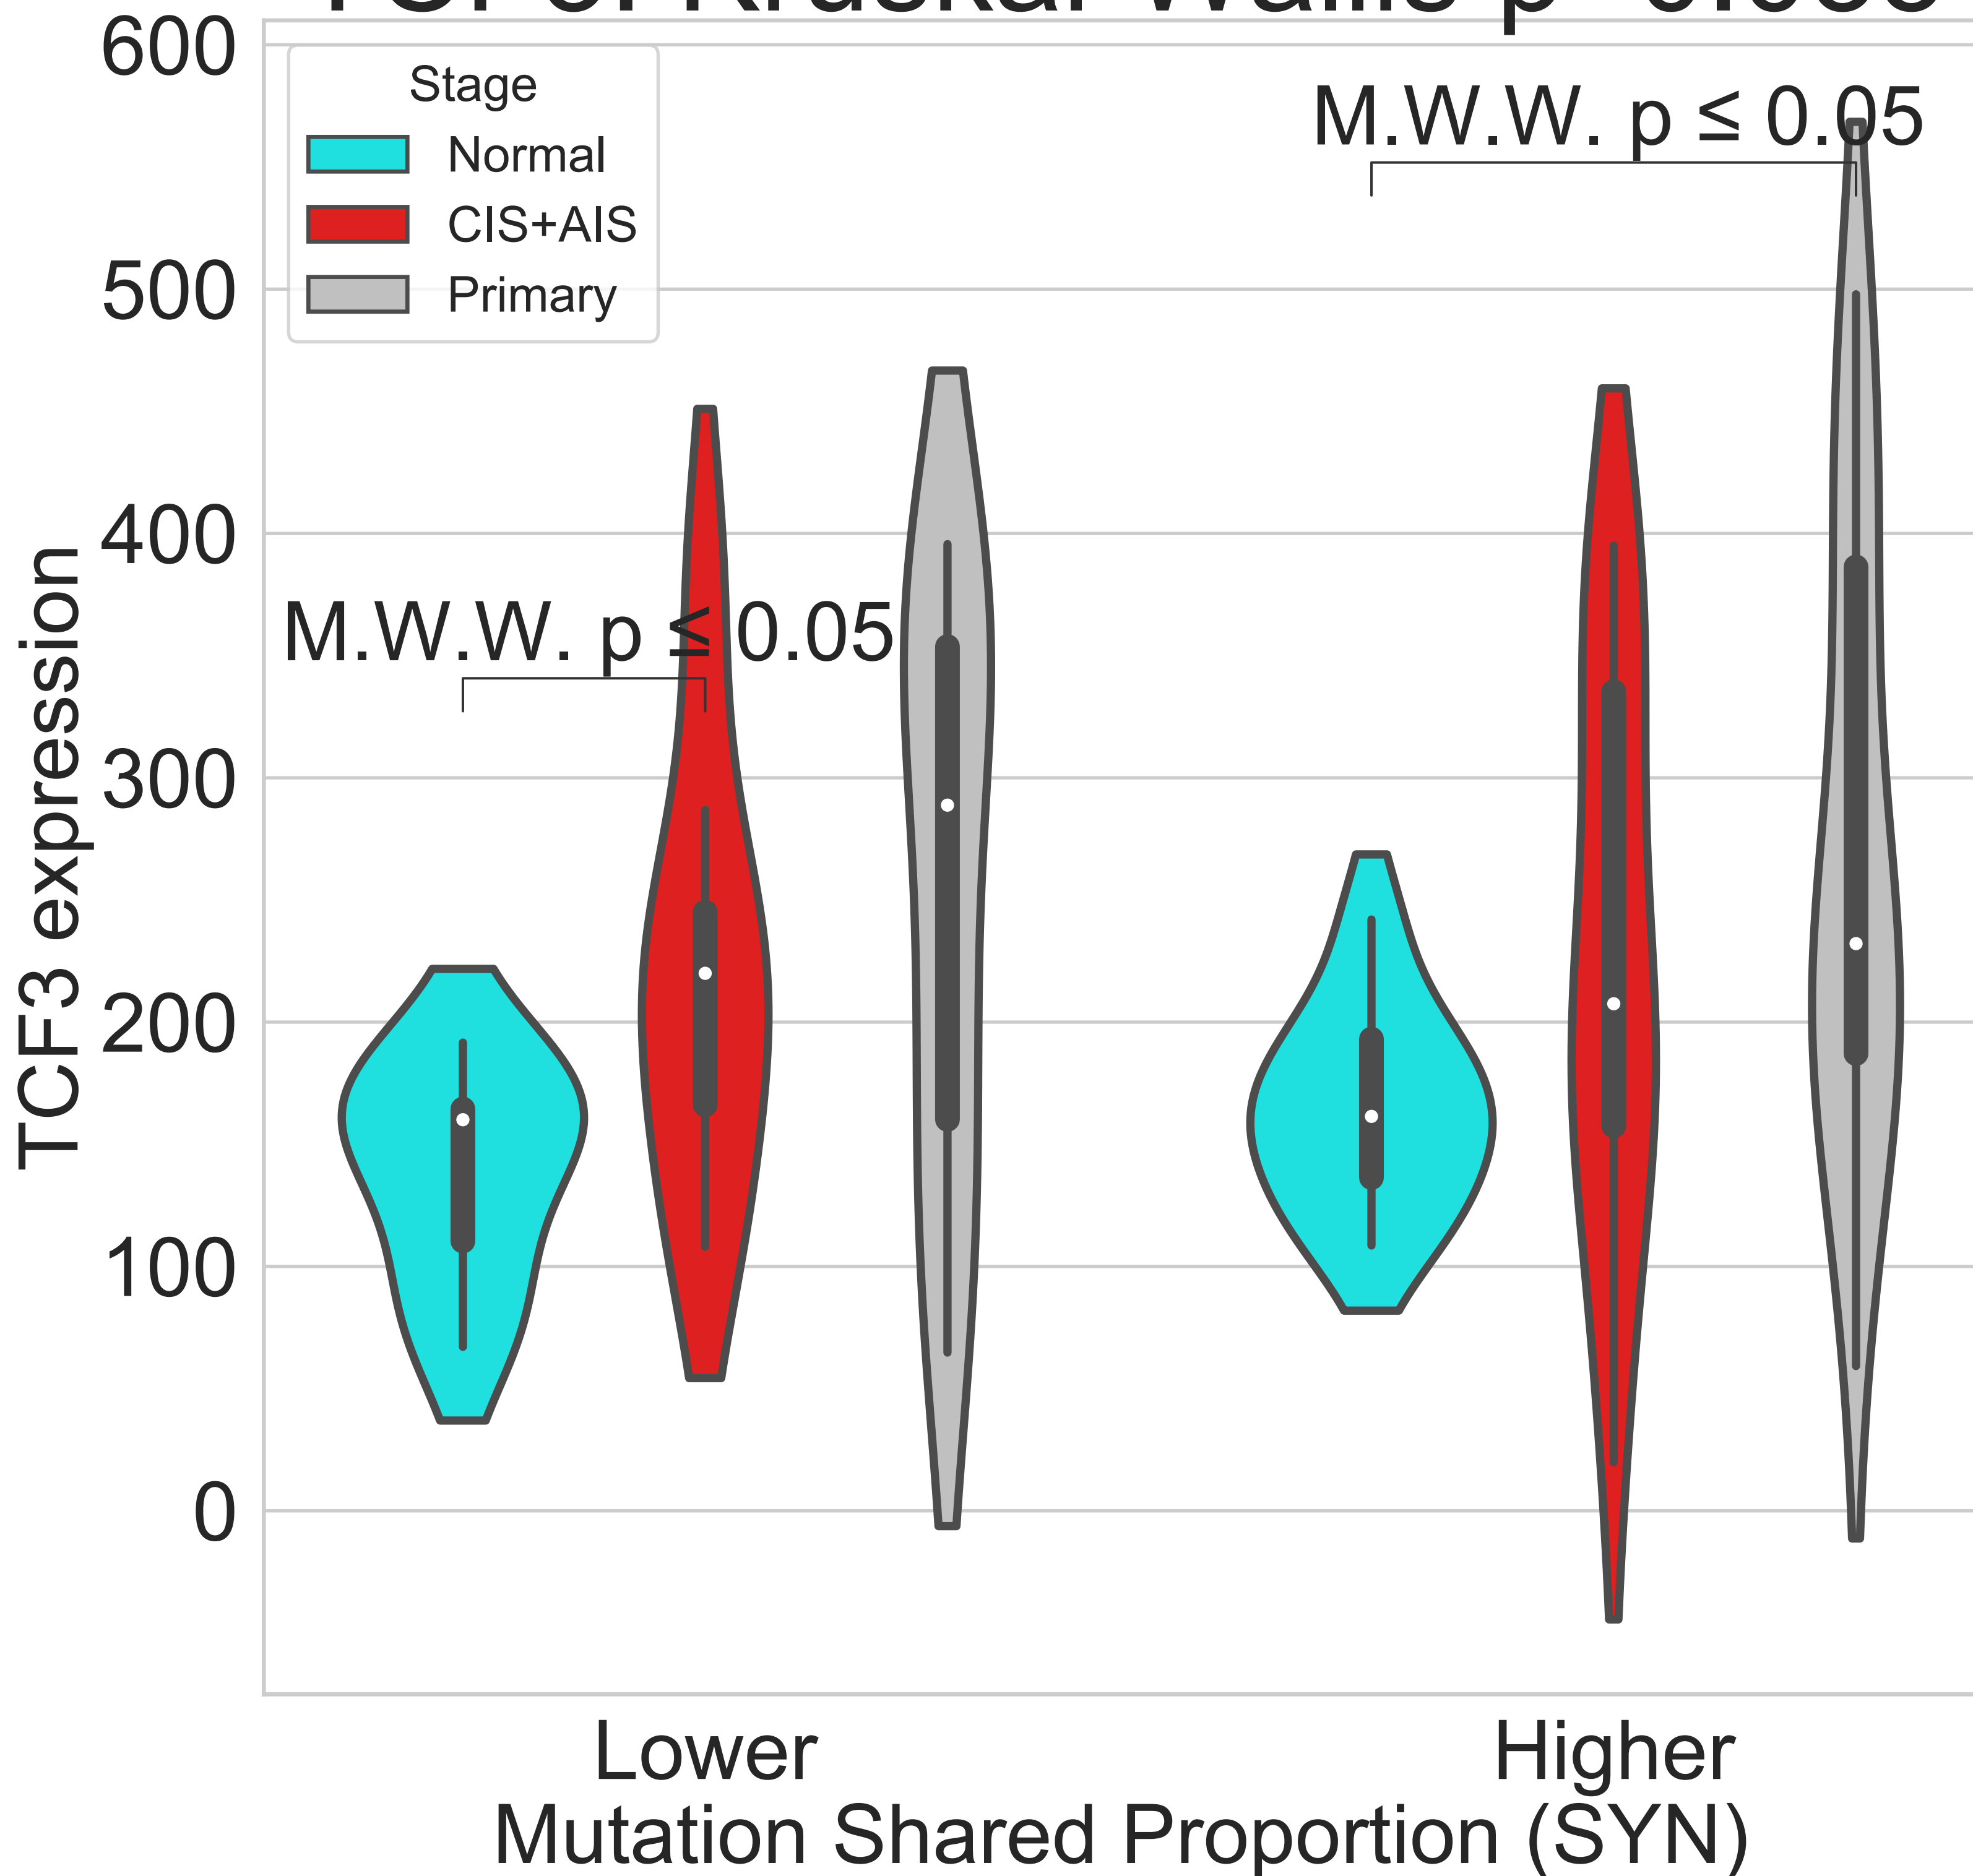 600
500
400
300
200
100
0
TCF3 expression
Stage
Normal
CIS+AIS
Primary
M.W.W. p ≤ 0.05
M.W.W. p ≤ 0.05
Lower
Higher
Mutation Shared Proportion (SYN)